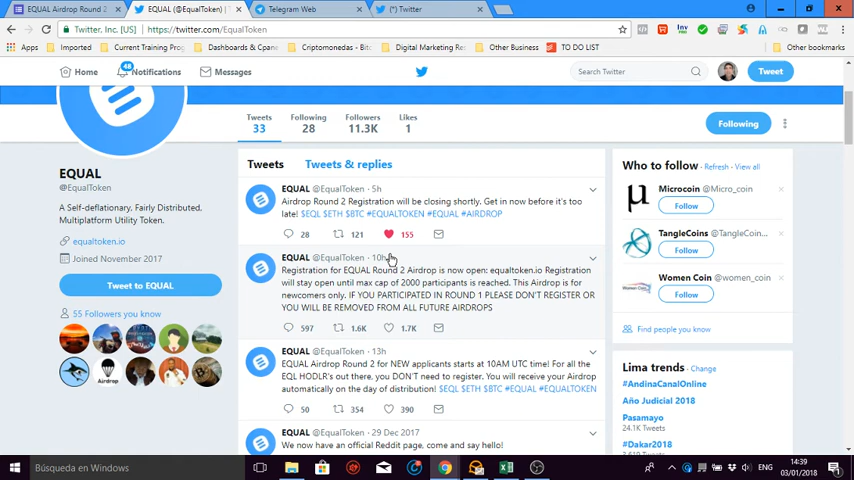 EQUAL Airdrop Round 2
EQUAL (@EqualToken) | T
Telegram Web
(*) Twitter
Twitter, Inc. [US]
https://twitter.com/EqualToken
Apps
Imported
Current Training Prog
Dashboards & Cpane
Criptomonedas - Bit
Digital Marketing Res
Other Business
TO DO LIST
Other bookmarks
Home
48
Notifications
Messages
Search Twitter
Tweet
Tweets
33
Following
28
Followers
11.3K
Likes
1
Following
EQUAL
@EqualToken
A Self-deflationary, Fairly Distributed,
Multiplatform Utility Token.
equaltoken.io
Joined November 2017
Tweet to EQUAL
55 Followers you know
Airdrop
Tweets
Tweets & replies
EQUAL @EqualToken · 5h
Airdrop Round 2 Registration will be closing shortly. Get in now before it's too
late! $EQL $ETH $BTC #EQUALTOKEN #EQUAL #AIRDROP
28 121 155
EQUAL @EqualToken · 10h
Registration for EQUAL Round 2 Airdrop is now open: equaltoken.io Registration
will stay open until max cap of 2000 participants is reached. This Airdrop is for
newcomers only. IF YOU PARTICIPATED IN ROUND 1 PLEASE DON'T REGISTER OR
YOU WILL BE REMOVED FROM ALL FUTURE AIRDROPS
597 1.6K 1.7K
EQUAL @EqualToken · 13h
EQUAL Airdrop Round 2 for NEW applicants starts at 10AM UTC time! For all the
EQL HODLR's out there, you DON'T need to register. You will receive your Airdrop
automatically on the day of distribution! $EQL $ETH $BTC #EQUAL #EQUALTOKEN
50 354 390
EQUAL @EqualToken · 29 Dec 2017
We now have an official Reddit page, come and say hello!
Who to follow · Refresh · View all
Microcoin @Micro_coin
Follow
TangleCoins @TangleCoin...
Follow
Women Coin @women_coin
Follow
Find people you know
Lima trends · Change
#AndinaCanalOnline
Año Judicial 2018
Pasamayo
24.1K Tweets
#Dakar2018
Búsqueda en Windows
ENG
14:39
03/01/2018